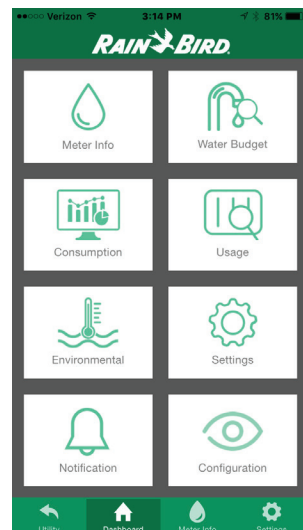 Verizon 3:14 PM 81%
RAIN BIRD
Meter Info Water Budget
Consumption Usage
Environmental Settings
Notification Configuration
Utility Dashboard Meter Info Settings